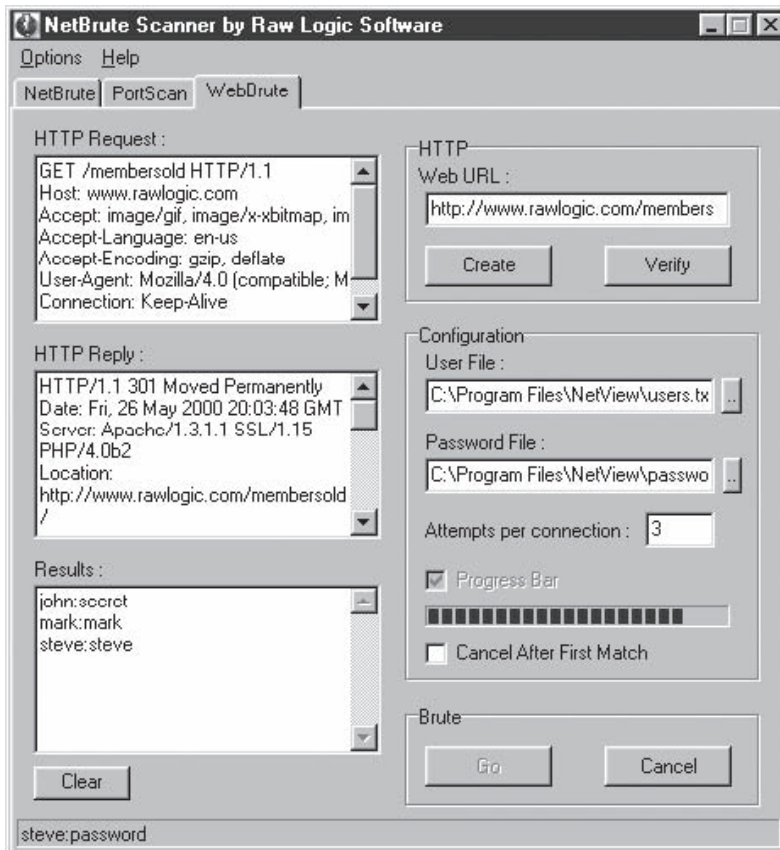 NetBrute Scanner by Raw Logic Software
Options Help
NetBrute PortScan WebBrute
HTTP Request :
GET /membersold HTTP/1.1
Host: www.rawlogic.com
Accept: image/gif, image/x-xbitmap, im
Accept-Language: en-us
Accept-Encoding: gzip, deflate
User-Agent: Mozilla/4.0 (compatible; M
Connection: Keep-Alive
HTTP Reply :
HTTP/1.1 301 Moved Permanently
Date: Fri, 26 May 2000 20:03:48 GMT
Server: Apache/1.3.1.1 SSL/1.15
PHP/4.0b2
Location:
http://www.rawlogic.com/membersold
/
Results :
john:secret
mark:mark
steve:steve
Clear
HTTP
Web URL :
http://www.rawlogic.com/members
Create Verify
Configuration
User File :
C:\Program Files\NetView\users.tx ..
Password File :
C:\Program Files\NetView\passwo ..
Attempts per connection : 3
Progress Bar
Cancel After First Match
Brute
Go Cancel
steve:password